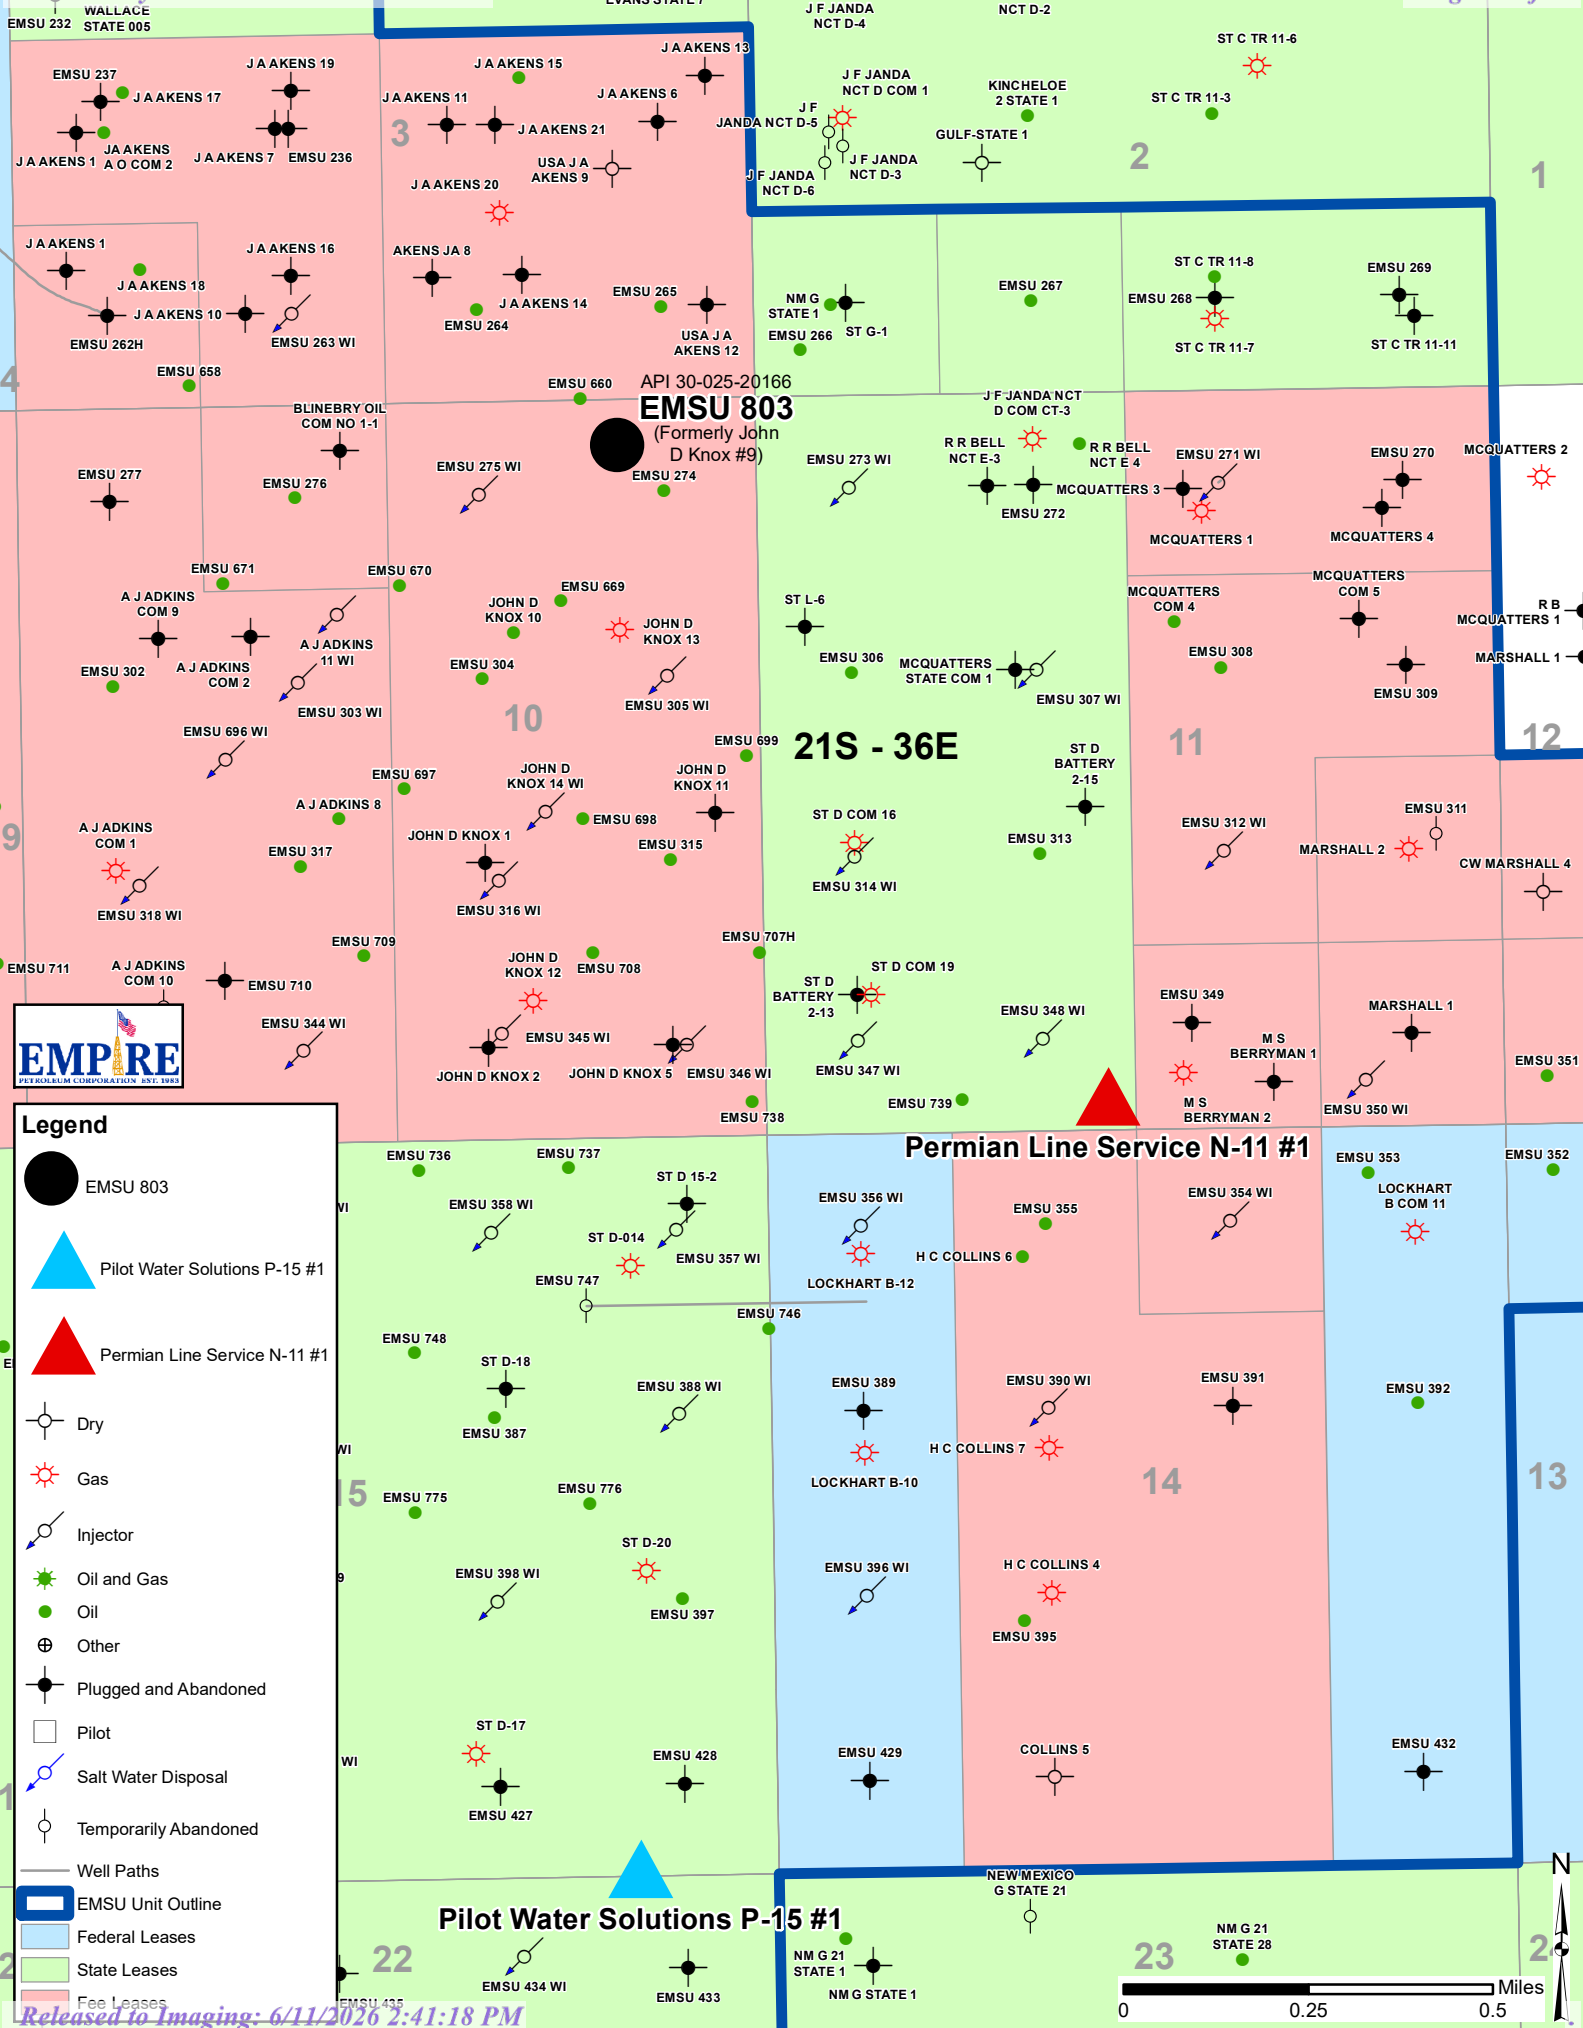 EMSU 232
WALLACE
STATE 005
J F JANDA
NCT D-4
NCT D-2
ST C TR 11-6
J A AKENS 13
EMSU 237
J A AKENS 17
J A AKENS 19
J A AKENS 15
J A AKENS 11
J A AKENS 6
J F JANDA
NCT D COM 1
KINCHELOE
2 STATE 1
ST C TR 11-3
J F
JANDA NCT D-5
GULF-STATE 1
J A AKENS 1
JA AKENS
A O COM 2
J A AKENS 7
EMSU 236
3
J A AKENS 21
USA J A
AKENS 9
J F JANDA
NCT D-3
J F JANDA
NCT D-6
2
1
J A AKENS 20
J A AKENS 1
J A AKENS 18
J A AKENS 16
AKENS JA 8
J A AKENS 14
EMSU 264
EMSU 265
USA J A
AKENS 12
NM G
STATE 1
ST G-1
EMSU 266
EMSU 267
ST C TR 11-8
EMSU 268
ST C TR 11-7
EMSU 269
ST C TR 11-11
J A AKENS 10
EMSU 262H
EMSU 263 WI
4
EMSU 658
EMSU 660
API 30-025-20166
EMSU 803
(Formerly John
D Knox #9)
BLINEBRY OIL
COM NO 1-1
J F JANDA NCT
D COM CT-3
R R BELL
NCT E-3
R R BELL
NCT E 4
EMSU 277
EMSU 276
EMSU 275 WI
EMSU 274
EMSU 273 WI
EMSU 272
MCQUATTERS 3
EMSU 271 WI
MCQUATTERS 1
EMSU 270
MCQUATTERS 4
MCQUATTERS 2
EMSU 671
EMSU 670
EMSU 669
A J ADKINS
COM 9
A J ADKINS
COM 2
A J ADKINS
11 WI
JOHN D
KNOX 10
JOHN D
KNOX 13
ST L-6
MCQUATTERS
COM 4
MCQUATTERS
COM 5
R B
MCQUATTERS 1
MARSHALL 1
EMSU 302
EMSU 303 WI
EMSU 304
EMSU 305 WI
EMSU 306
MCQUATTERS
STATE COM 1
EMSU 307 WI
EMSU 308
EMSU 309
EMSU 696 WI
10
EMSU 699
21S - 36E
11
12
ST D
BATTERY
2-15
EMSU 697
JOHN D
KNOX 14 WI
JOHN D
KNOX 11
A J ADKINS 8
EMSU 698
9
A J ADKINS
COM 1
JOHN D KNOX 1
ST D COM 16
EMSU 313
EMSU 312 WI
EMSU 311
MARSHALL 2
CW MARSHALL 4
EMSU 317
EMSU 315
EMSU 314 WI
EMSU 318 WI
EMSU 316 WI
EMSU 709
EMSU 707H
EMSU 711
A J ADKINS
COM 10
EMSU 710
JOHN D
KNOX 12
EMSU 708
ST D
BATTERY
2-13
ST D COM 19
EMSU 344 WI
EMSU 345 WI
JOHN D KNOX 2
JOHN D KNOX 5
EMSU 346 WI
EMSU 347 WI
EMSU 348 WI
EMSU 349
M S
BERRYMAN 1
MARSHALL 1
EMSU 351
EMSU 350 WI
M S
BERRYMAN 2
EMSU 738
EMSU 739
Permian Line Service N-11 #1
EMPIRE
PETROLEUM CORPORATION EST. 1983
Legend
EMSU 803
Pilot Water Solutions P-15 #1
Permian Line Service N-11 #1
Dry
Gas
Injector
Oil and Gas
Oil
Other
Plugged and Abandoned
Pilot
Salt Water Disposal
Temporarily Abandoned
Well Paths
EMSU Unit Outline
Federal Leases
State Leases
Fee Leases
EMSU 736
EMSU 737
ST D 15-2
EMSU 358 WI
EMSU 357 WI
ST D-014
EMSU 747
EMSU 746
EMSU 356 WI
LOCKHART B-12
EMSU 355
H C COLLINS 6
EMSU 354 WI
EMSU 353
LOCKHART
B COM 11
EMSU 352
WI
EMSU 748
ST D-18
EMSU 387
EMSU 388 WI
EMSU 389
LOCKHART B-10
EMSU 390 WI
H C COLLINS 7
EMSU 391
EMSU 392
WI
15
14
13
EMSU 775
EMSU 776
ST D-20
9
EMSU 398 WI
EMSU 397
EMSU 396 WI
H C COLLINS 4
EMSU 395
ST D-17
WI
EMSU 427
EMSU 428
EMSU 429
COLLINS 5
EMSU 432
Pilot Water Solutions P-15 #1
22
EMSU 434 WI
EMSU 433
EMSU 435
NEW MEXICO
G STATE 21
NM G 21
STATE 1
NM G STATE 1
23
NM G 21
STATE 28
24
N
Miles
0 0.25 0.5
Released to Imaging: 6/11/2026 2:41:18 PM